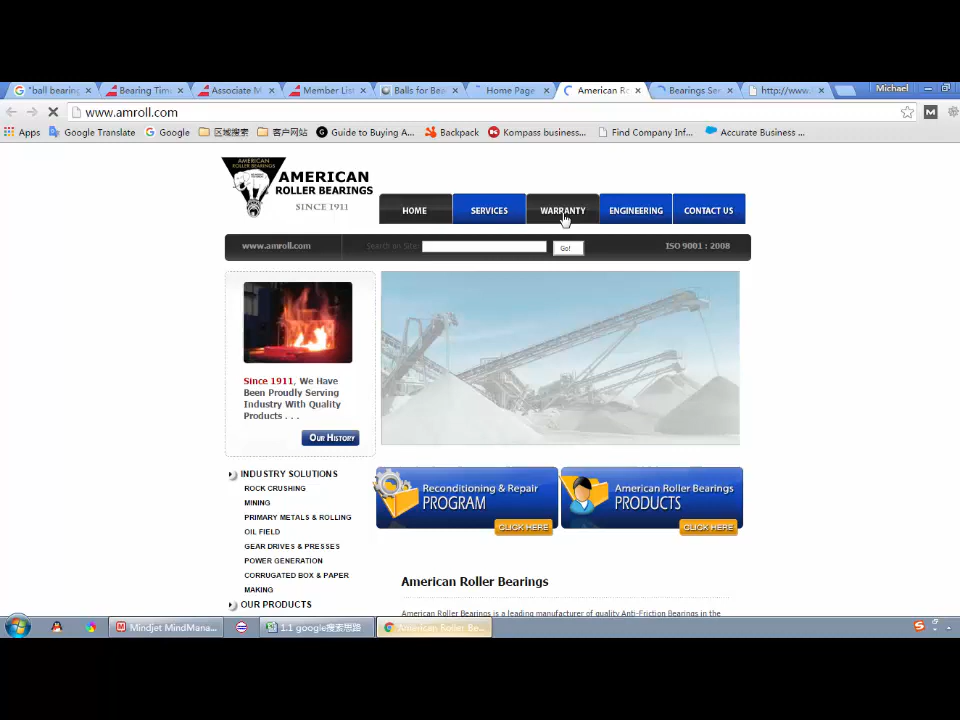 "ball bearing
Bearing Tim
Associate M
Member List
Balls for Bea
Home Page
American Ro
Bearings Se
http://www.
Michael
www.amroll.com
M
Apps
Google Translate
Google
区域搜索
客户网站
Guide to Buying A...
Backpack
Kompass business...
Find Company Inf...
Accurate Business ...
AMERICAN
ROLLER BEARINGS
AMERICAN
ROLLER BEARINGS
SINCE 1911
HOME
SERVICES
WARRANTY
ENGINEERING
CONTACT US
www.amroll.com
Search on Site:
Go!
ISO 9001 : 2008
Since 1911, We Have
Been Proudly Serving
Industry With Quality
Products . . .
OUR HISTORY
INDUSTRY SOLUTIONS
ROCK CRUSHING
MINING
PRIMARY METALS & ROLLING
OIL FIELD
GEAR DRIVES & PRESSES
POWER GENERATION
CORRUGATED BOX & PAPER
MAKING
OUR PRODUCTS
Reconditioning & Repair
PROGRAM
CLICK HERE
American Roller Bearings
PRODUCTS
CLICK HERE
American Roller Bearings
American Roller Bearings is a leading manufacturer of quality Anti-Friction Bearings in the
Mindjet MindMana...
1.1 google搜索思路
American Roller Be...